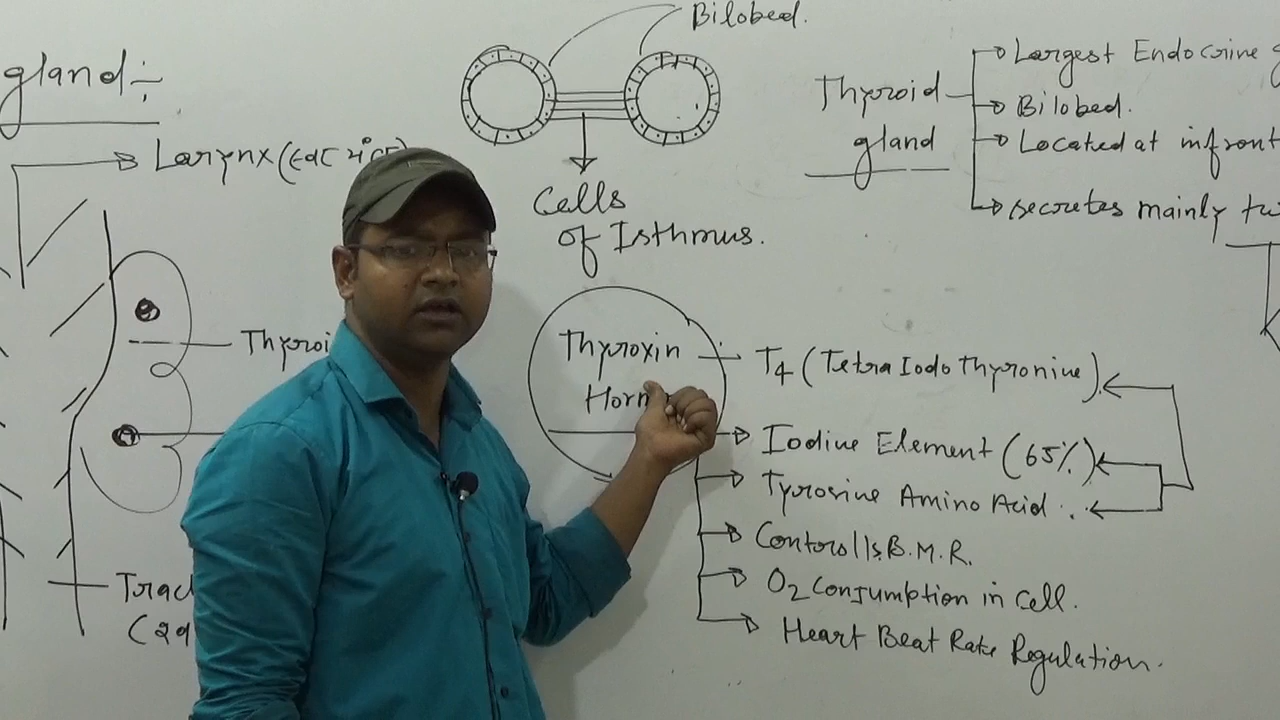 gland:-
Larynx
Thyroi
Trac
Bilobed.
Cells
of Isthmus.
Thyroid
gland
Largest Endocrine g
Bilobed.
Located at infront
secretes mainly tw
Thyroxin
Horm
T4 (Tetra Iodo Thyronine).
Iodine Element (65%)
Tyrosine Amino Acid.
Controlls B.M.R.
O2 Conjumption in Cell.
Heart Beat Rate Regulation.